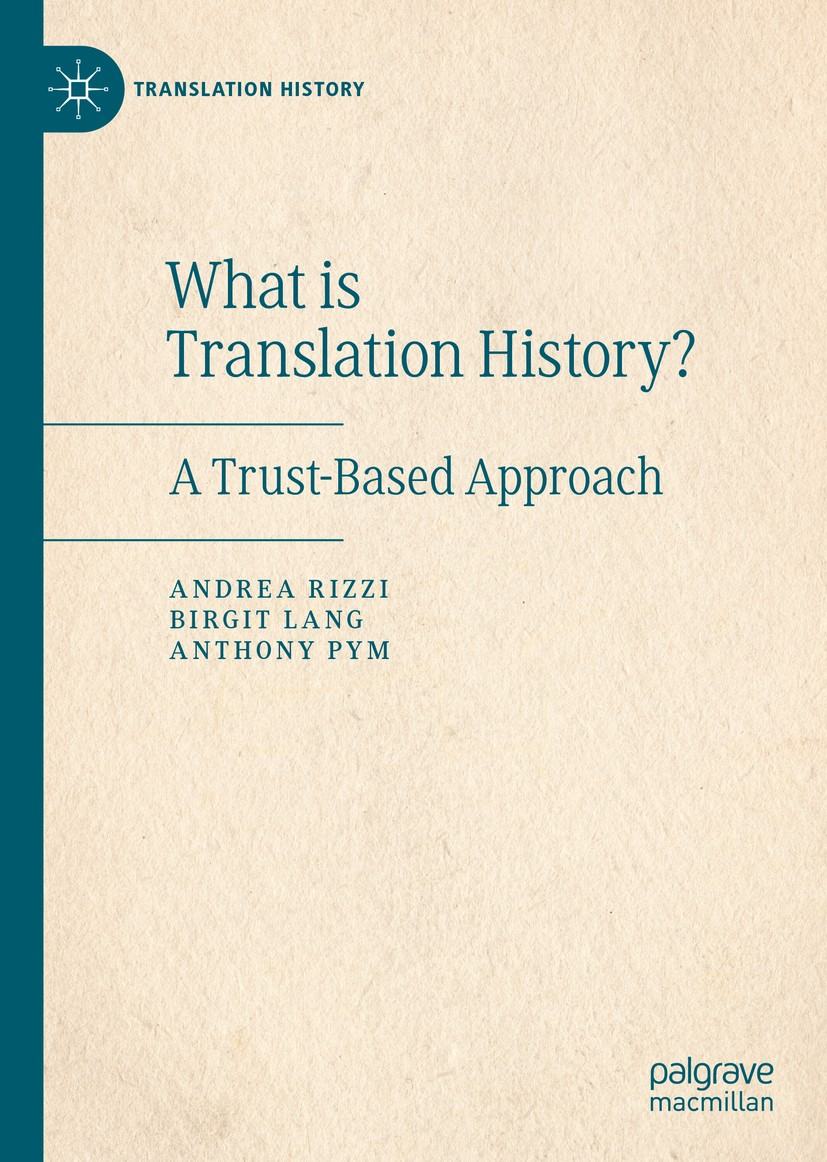 TRANSLATION HISTORY
What is
Translation History?
A Trust-Based Approach
ANDREA RIZZI
BIRGIT LANG
ANTHONY PYM
palgrave
macmillan